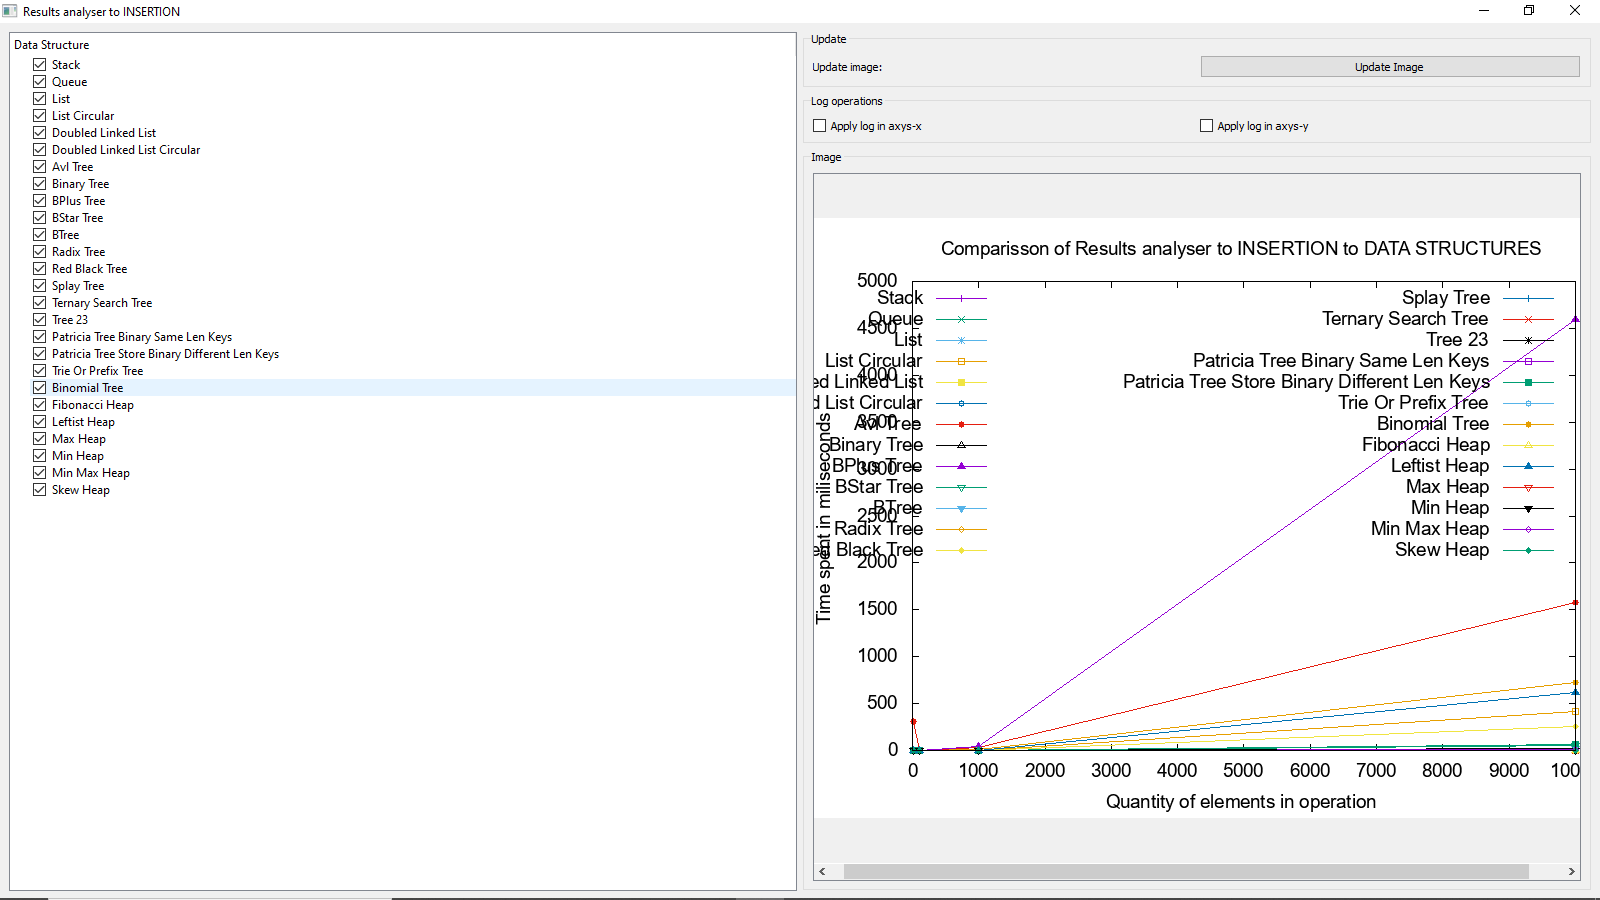 Results analyser to INSERTION
Data Structure
Stack
Queue
List
List Circular
Doubled Linked List
Doubled Linked List Circular
Avl Tree
Binary Tree
BPlus Tree
BStar Tree
BTree
Radix Tree
Red Black Tree
Splay Tree
Ternary Search Tree
Tree 23
Patricia Tree Binary Same Len Keys
Patricia Tree Store Binary Different Len Keys
Trie Or Prefix Tree
Binomial Tree
Fibonacci Heap
Leftist Heap
Max Heap
Min Heap
Min Max Heap
Skew Heap
Update
Update image:
Update Image
Log operations
Apply log in axys-x
Apply log in axys-y
Image
Comparisson of Results analyser to INSERTION to DATA STRUCTURES
5000
4500
4000
3500
3000
2500
2000
1500
1000
500
0
Time spent in miliseconds
Stack
Queue
List
List Circular
ed Linked List
d List Circular
Avl Tree
Binary Tree
BPlus Tree
BStar Tree
BTree
Radix Tree
ed Black Tree
Splay Tree
Ternary Search Tree
Tree 23
Patricia Tree Binary Same Len Keys
Patricia Tree Store Binary Different Len Keys
Trie Or Prefix Tree
Binomial Tree
Fibonacci Heap
Leftist Heap
Max Heap
Min Heap
Min Max Heap
Skew Heap
0 1000 2000 3000 4000 5000 6000 7000 8000 9000 100
Quantity of elements in operation